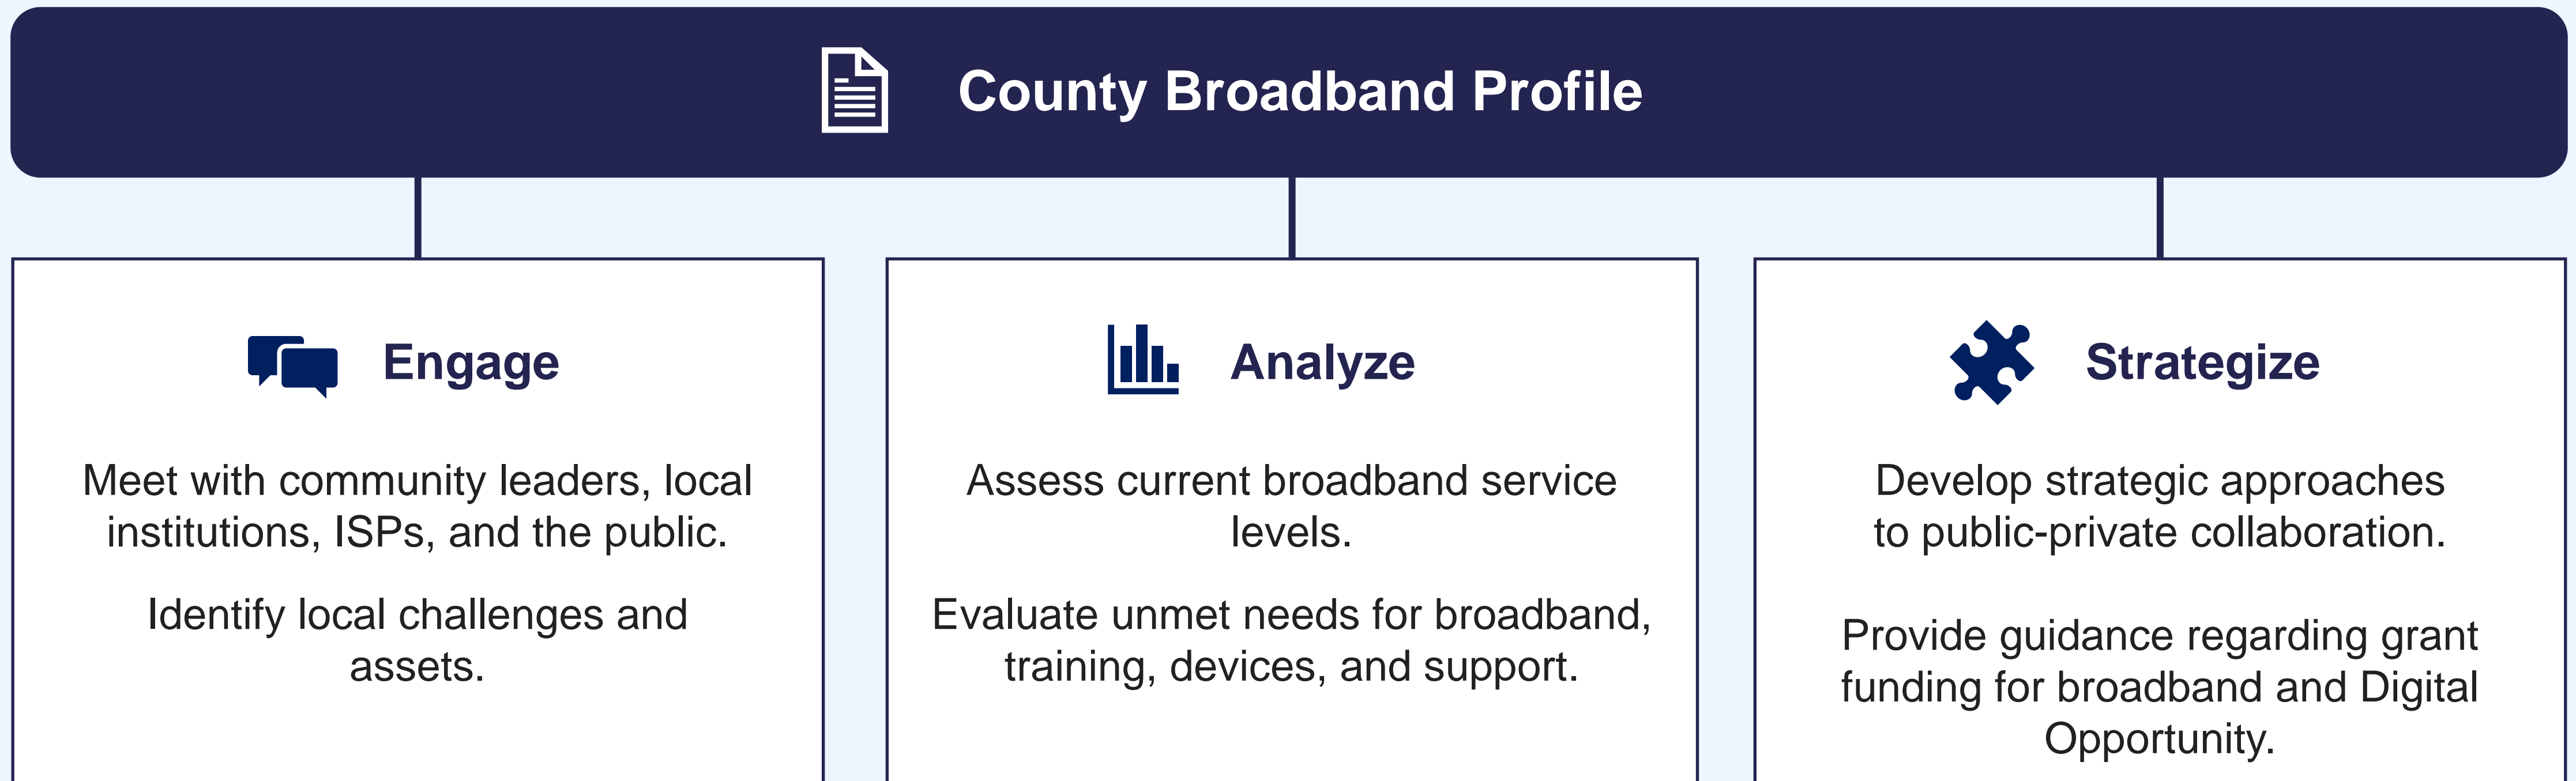 County Broadband Profile
Engage
Meet with community leaders, local
institutions, ISPs, and the public.
Identify local challenges and
assets.
Analyze
Assess current broadband service
levels.
Evaluate unmet needs for broadband,
training, devices, and support.
Strategize
Develop strategic approaches
to public-private collaboration.
Provide guidance regarding grant
funding for broadband and Digital
Opportunity.